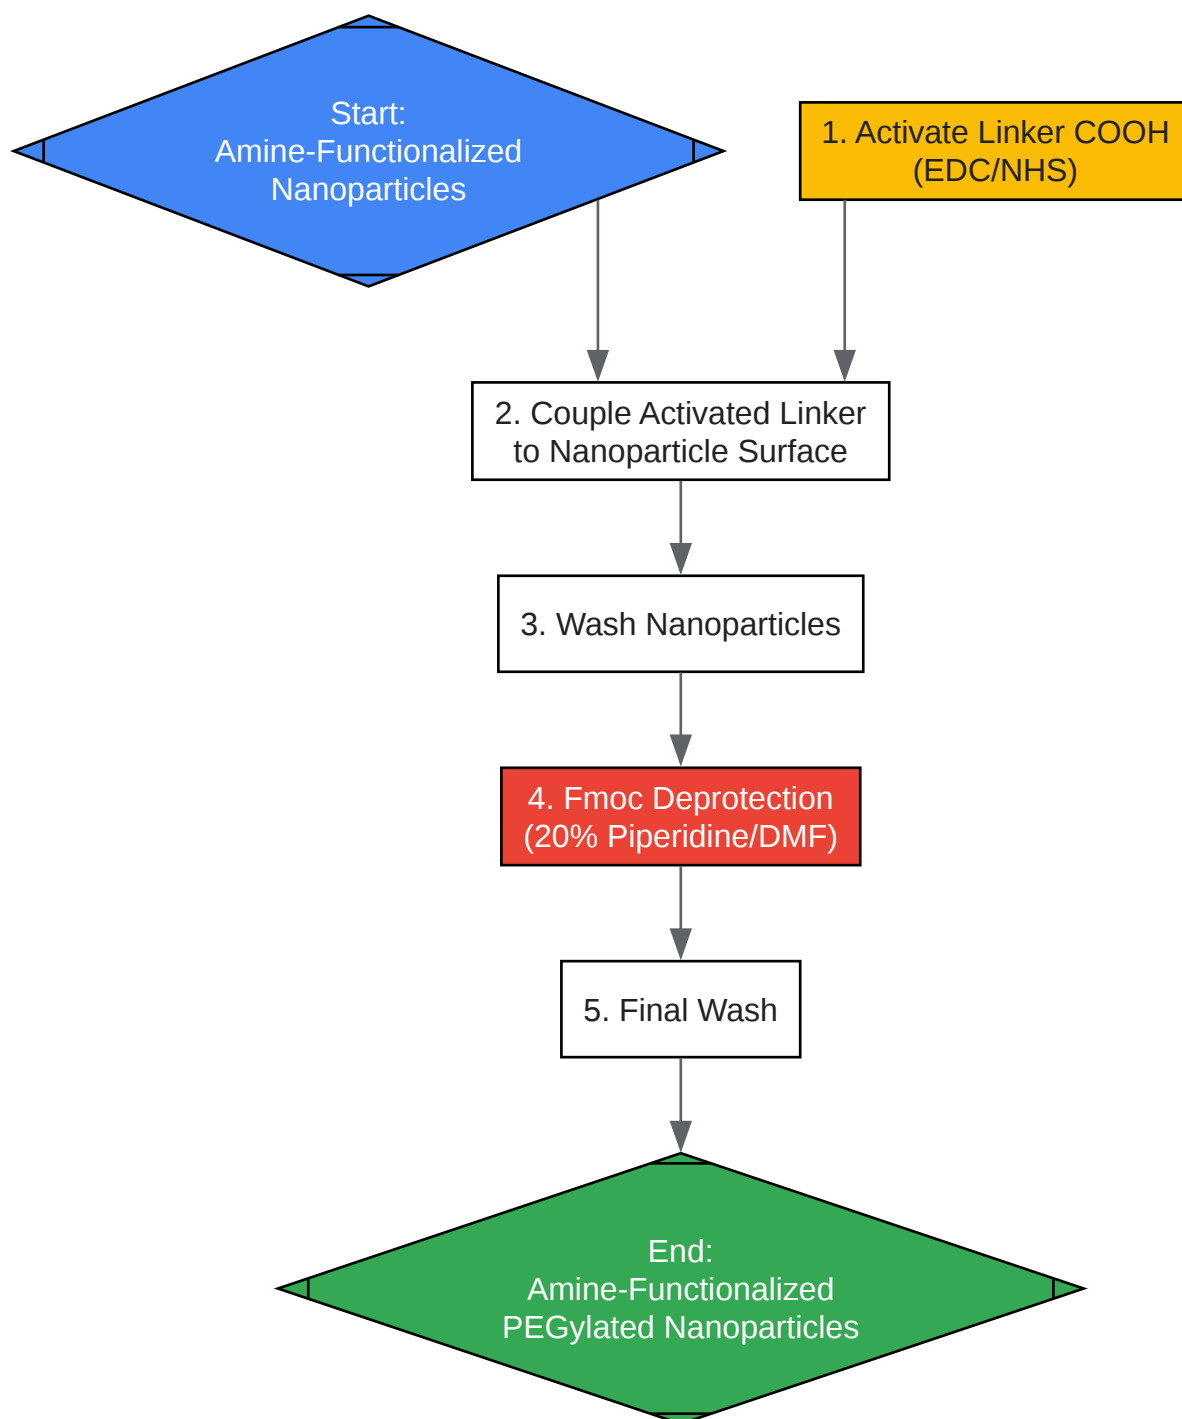 Start:
Amine-Functionalized
Nanoparticles
1. Activate Linker COOH
(EDC/NHS)
2. Couple Activated Linker
to Nanoparticle Surface
3. Wash Nanoparticles
4. Fmoc Deprotection
(20% Piperidine/DMF)
5. Final Wash
End:
Amine-Functionalized
PEGylated Nanoparticles